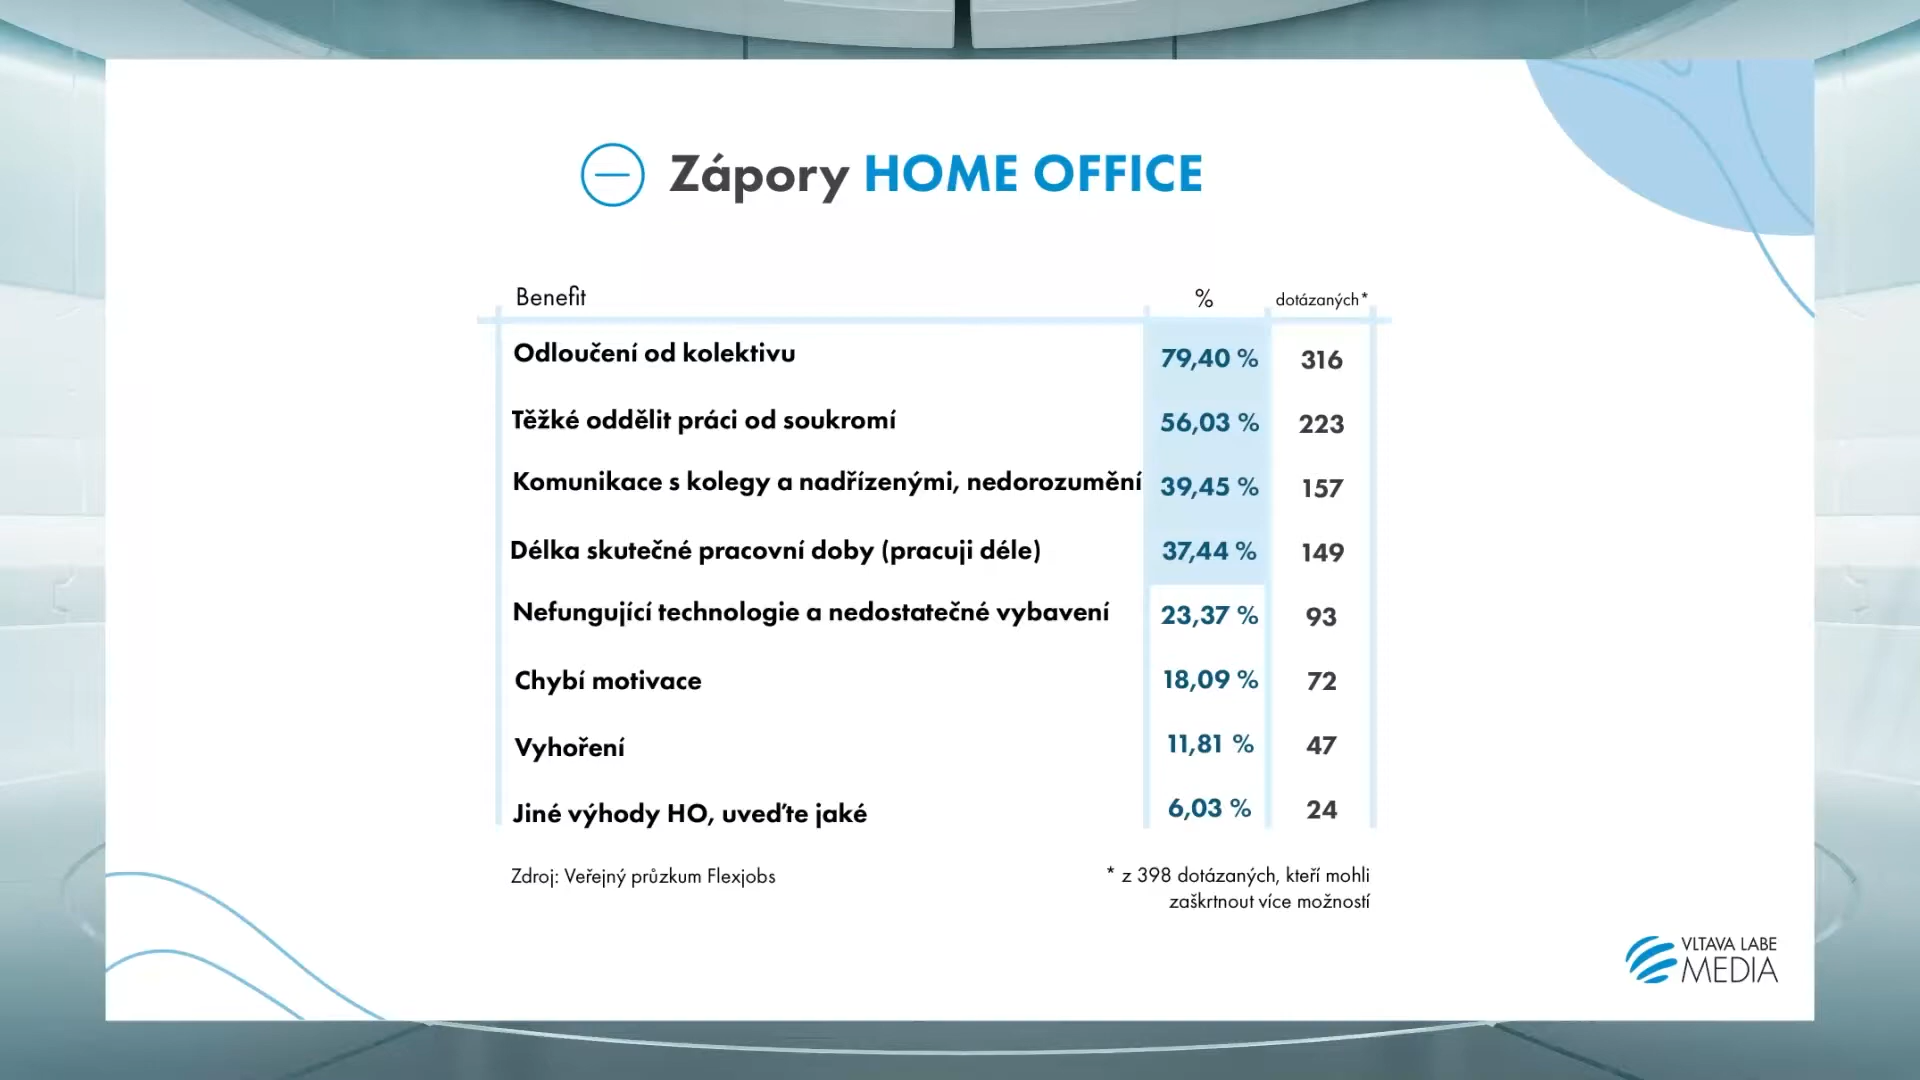 Zápory HOME OFFICE
Benefit % dotázaných*
Odloučení od kolektivu 79,40 % 316
Těžké oddělit práci od soukromí 56,03 % 223
Komunikace s kolegy a nadřízenými, nedorozumění 39,45 % 157
Délka skutečné pracovní doby (pracuji déle) 37,44 % 149
Nefungující technologie a nedostatečné vybavení 23,37 % 93
Chybí motivace 18,09 % 72
Vyhoření 11,81 % 47
Jiné výhody HO, uveďte jaké 6,03 % 24
Zdroj: Veřejný průzkum Flexjobs
* z 398 dotázaných, kteří mohli
zaškrtnout více možností
VLTAVA LABE
MEDIA